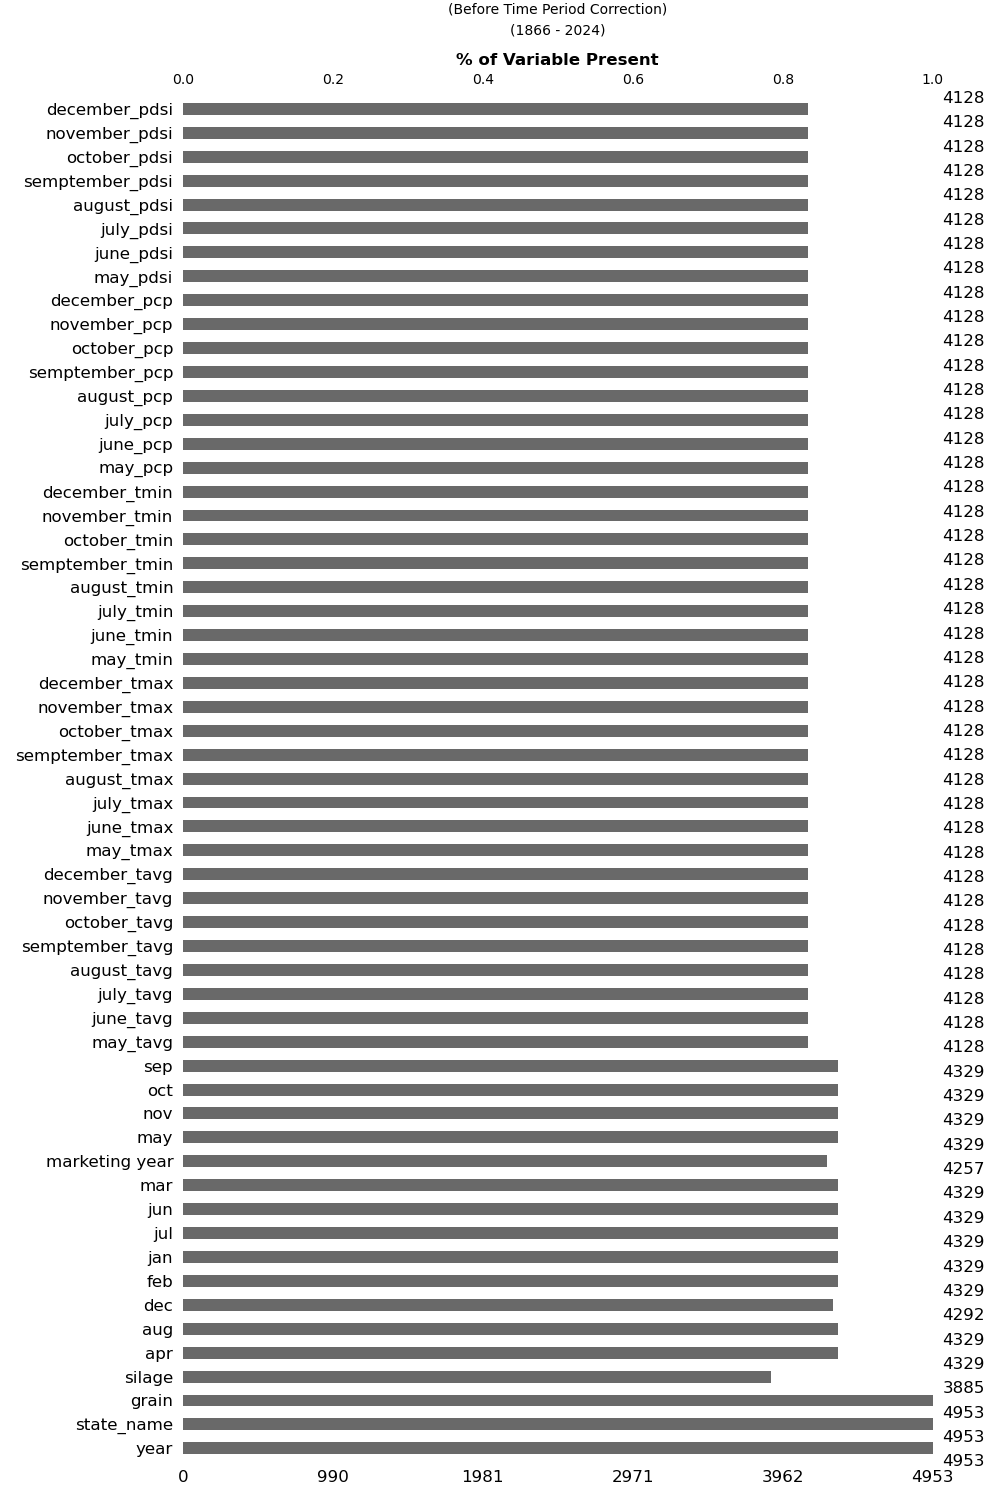 (Before Time Period Correction)
(1866 - 2024)
% of Variable Present
0.0 0.2 0.4 0.6 0.8 1.0
december_pdsi 4128
november_pdsi 4128
october_pdsi 4128
semptember_pdsi 4128
august_pdsi 4128
july_pdsi 4128
june_pdsi 4128
may_pdsi 4128
december_pcp 4128
november_pcp 4128
october_pcp 4128
semptember_pcp 4128
august_pcp 4128
july_pcp 4128
june_pcp 4128
may_pcp 4128
december_tmin 4128
november_tmin 4128
october_tmin 4128
semptember_tmin 4128
august_tmin 4128
july_tmin 4128
june_tmin 4128
may_tmin 4128
december_tmax 4128
november_tmax 4128
october_tmax 4128
semptember_tmax 4128
august_tmax 4128
july_tmax 4128
june_tmax 4128
may_tmax 4128
december_tavg 4128
november_tavg 4128
october_tavg 4128
semptember_tavg 4128
august_tavg 4128
july_tavg 4128
june_tavg 4128
may_tavg 4128
sep 4329
oct 4329
nov 4329
may 4329
marketing year 4257
mar 4329
jun 4329
jul 4329
jan 4329
feb 4329
dec 4292
aug 4329
apr 4329
silage 3885
grain 4953
state_name 4953
year 4953
0 990 1981 2971 3962 4953